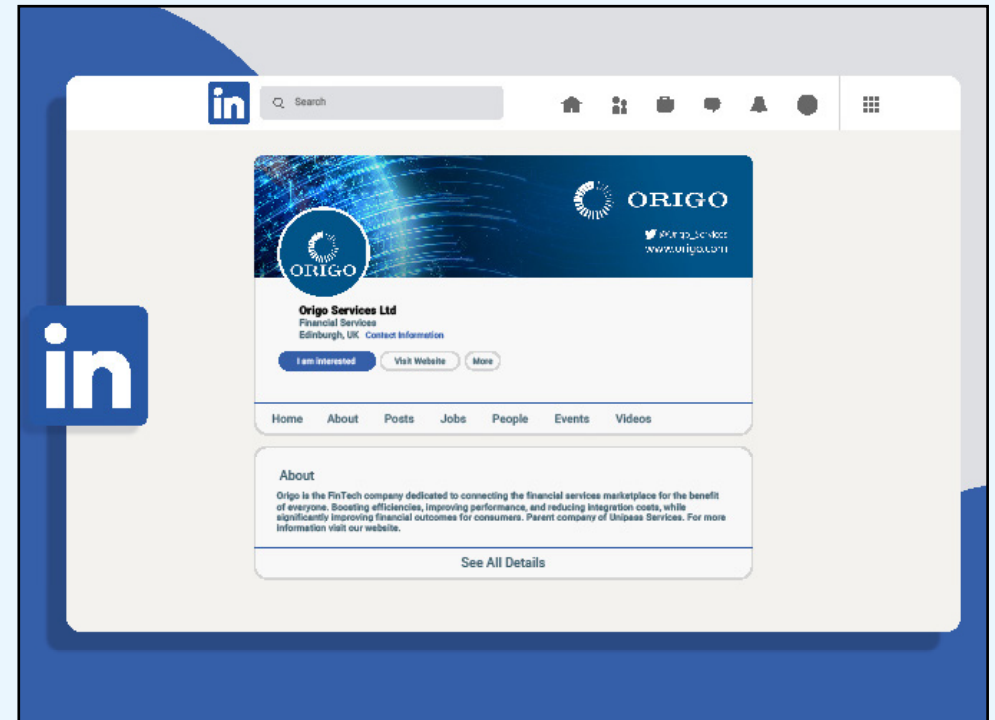 in
Search
ORIGO
@Origo_Services
www.origo.com
ORIGO
Origo Services Ltd
Financial Services
Edinburgh, UK Contact Information
I am interested Visit Website More
in
Home About Posts Jobs People Events Videos
About
Origo is the FinTech company dedicated to connecting the financial services marketplace for the benefit
of everyone. Boosting efficiencies, improving performance, and reducing integration costs, while
significantly improving financial outcomes for consumers. Parent company of Unipass Services. For more
information visit our website.
See All Details